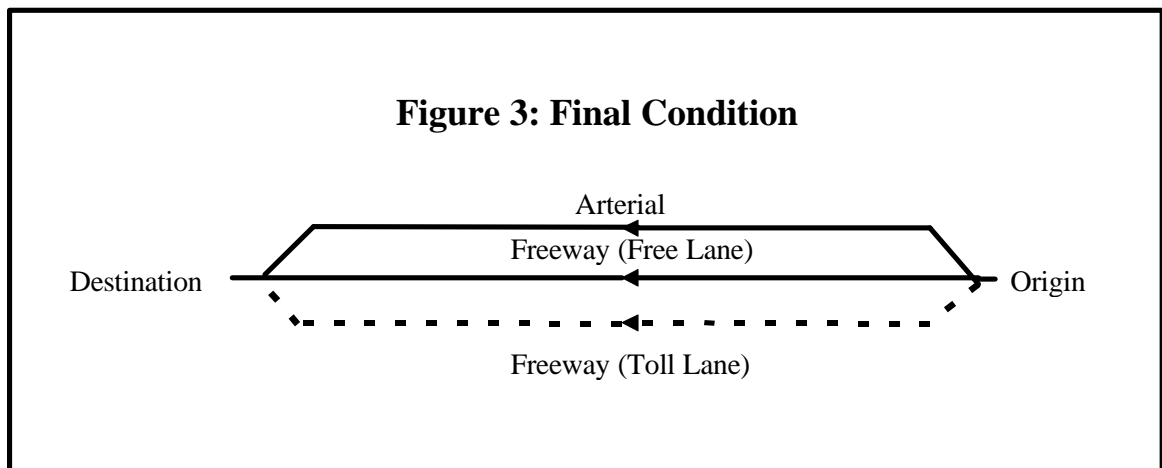 Figure 3: Final Condition
Arterial
Freeway (Free Lane)
Destination
Origin
Freeway (Toll Lane)